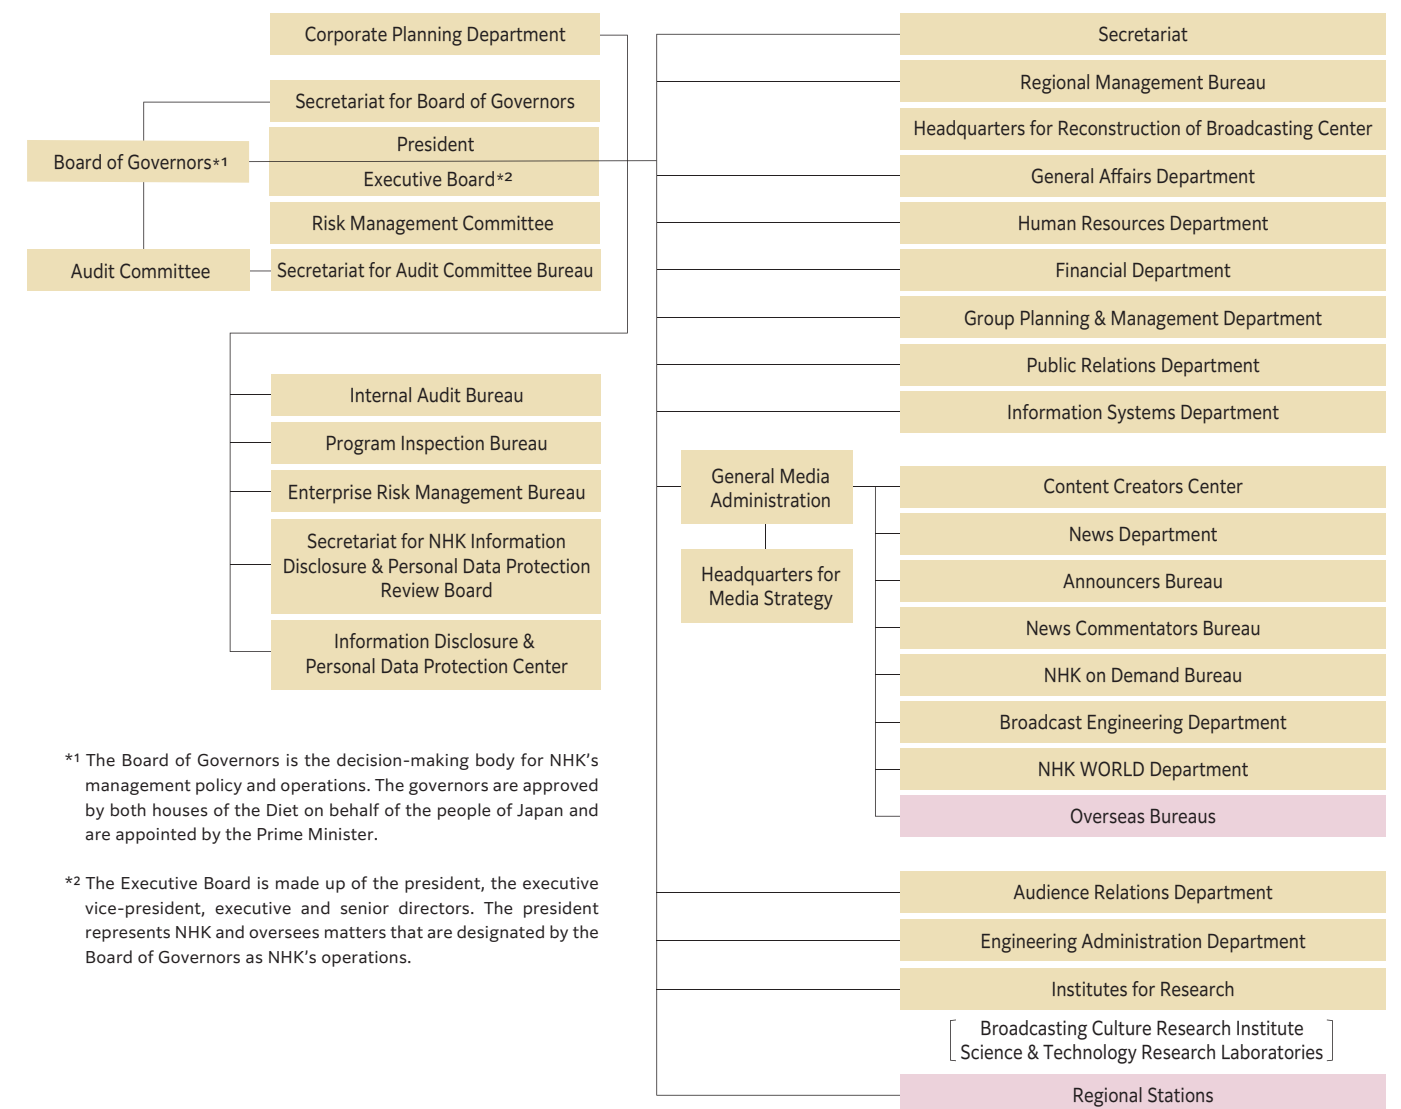 Corporate Planning Department
Secretariat for Board of Governors
Board of Governors*¹
President
Executive Board*²
Risk Management Committee
Audit Committee
Secretariat for Audit Committee Bureau
Internal Audit Bureau
Program Inspection Bureau
Enterprise Risk Management Bureau
Secretariat for NHK Information
Disclosure & Personal Data Protection
Review Board
Information Disclosure &
Personal Data Protection Center
*¹ The Board of Governors is the decision-making body for NHK’s
management policy and operations. The governors are approved
by both houses of the Diet on behalf of the people of Japan and
are appointed by the Prime Minister.
*² The Executive Board is made up of the president, the executive
vice-president, executive and senior directors. The president
represents NHK and oversees matters that are designated by the
Board of Governors as NHK’s operations.
Secretariat
Regional Management Bureau
Headquarters for Reconstruction of Broadcasting Center
General Affairs Department
Human Resources Department
Financial Department
Group Planning & Management Department
Public Relations Department
Information Systems Department
General Media
Administration
Headquarters for
Media Strategy
Content Creators Center
News Department
Announcers Bureau
News Commentators Bureau
NHK on Demand Bureau
Broadcast Engineering Department
NHK WORLD Department
Overseas Bureaus
Audience Relations Department
Engineering Administration Department
Institutes for Research
Broadcasting Culture Research Institute
Science & Technology Research Laboratories
Regional Stations